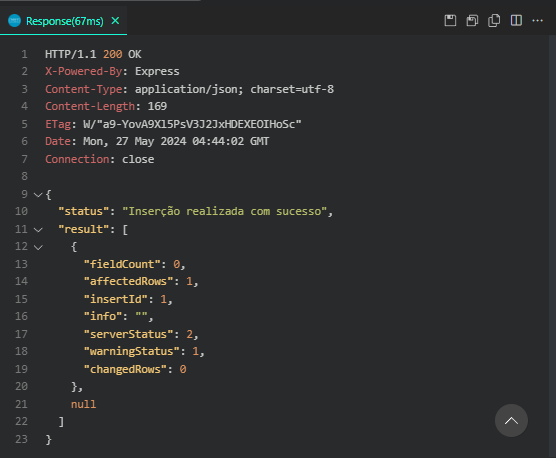 Response(67ms)
1 HTTP/1.1 200 OK
2 X-Powered-By: Express
3 Content-Type: application/json; charset=utf-8
4 Content-Length: 169
5 ETag: W/"a9-YovA9Xl5PsV3J2JxHDEXEOIHoSc"
6 Date: Mon, 27 May 2024 04:44:02 GMT
7 Connection: close
8
9 {
10 "status": "Inserção realizada com sucesso",
11 "result": [
12 {
13 "fieldCount": 0,
14 "affectedRows": 1,
15 "insertId": 1,
16 "info": "",
17 "serverStatus": 2,
18 "warningStatus": 1,
19 "changedRows": 0
20 },
21 null
22 ]
23 }